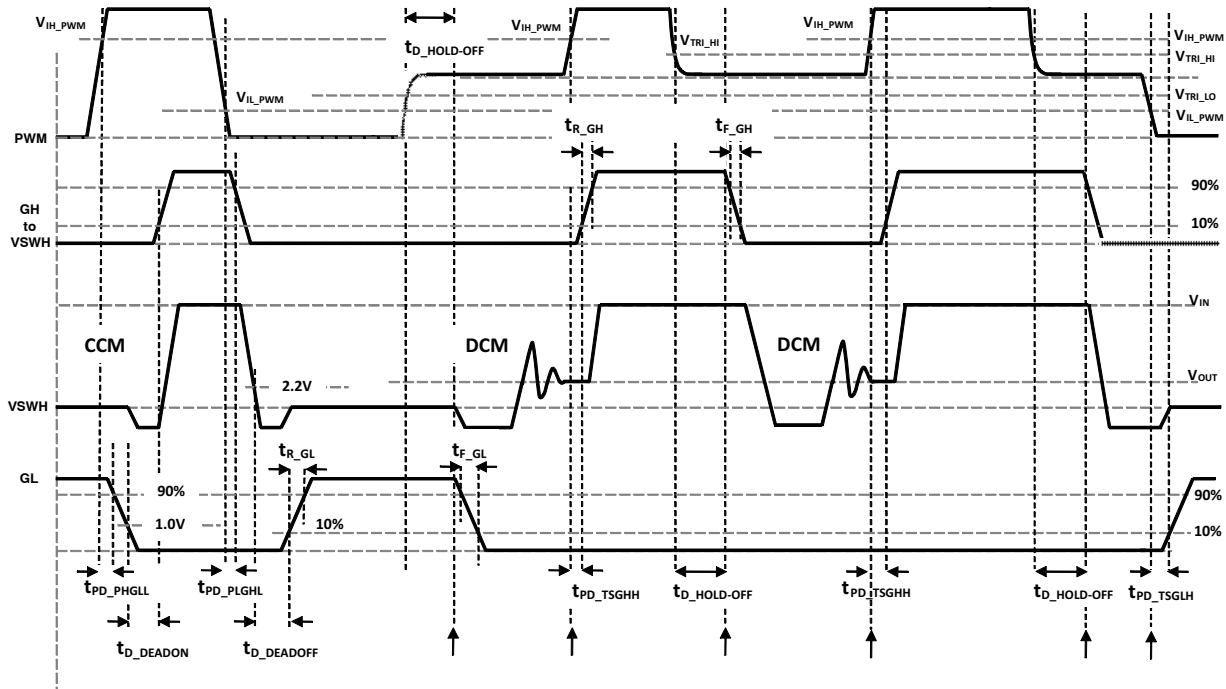 VIH_PWM
VIH_PWM
VIH_PWM
VIH_PWM
tD_HOLD-OFF
VTRI_HI
VTRI_HI
VIL_PWM
VTRI_LO
VIL_PWM
PWM
tR_GH
tF_GH
90%
GH
to
VSWH
10%
VIN
CCM
DCM
DCM
2.2V
VOUT
VSWH
tR_GL
tF_GL
GL
90%
90%
1.0V
10%
10%
tPD_PHGLL
tPD_PLGHL
tPD_TSGHH
tD_HOLD-OFF
tPD_TSGHH
tD_HOLD-OFF
tPD_TSGLH
tD_DEADON
tD_DEADOFF